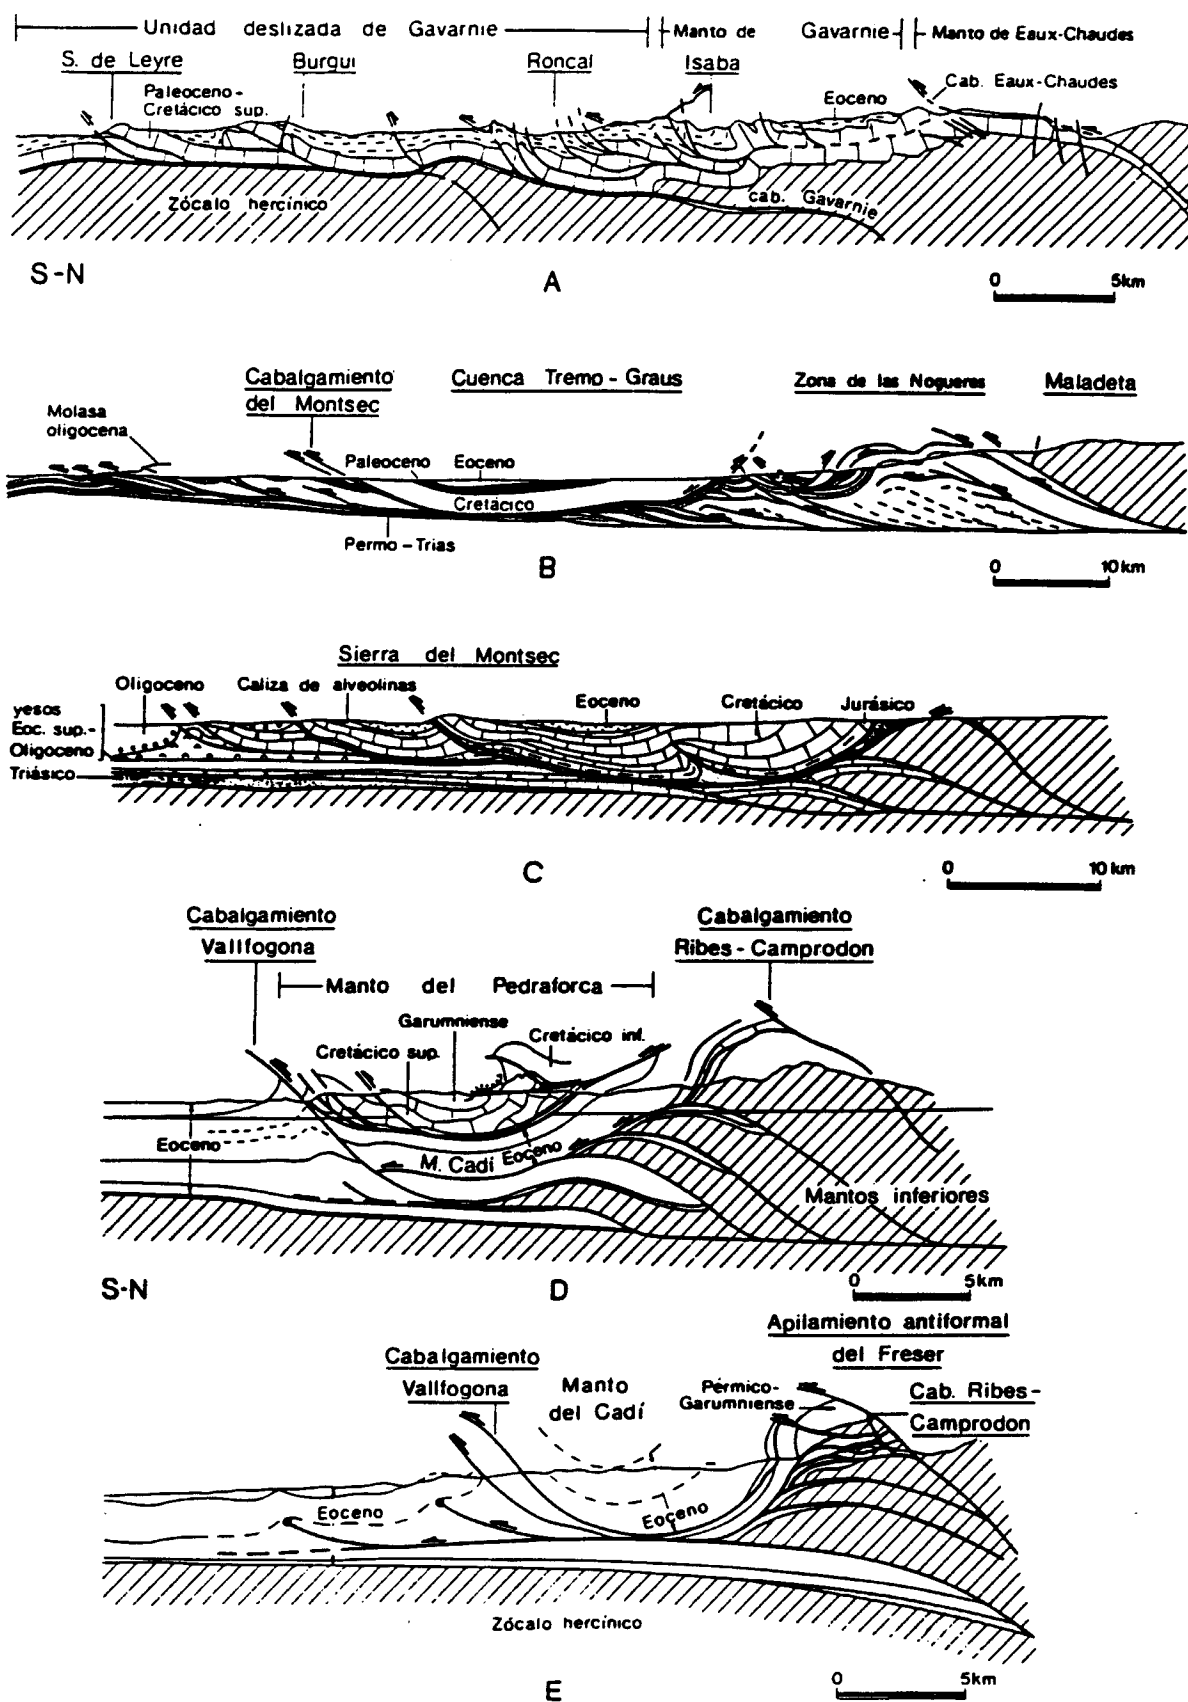 Unidad deslizada de Gavarnie
Manto de Gavarnie
Manto de Eaux-Chaudes
S. de Leyre
Burgui
Roncal
Isaba
Paleoceno-
Cretácico sup.
Eoceno
Cab. Eaux-Chaudes
Zócalo hercínico
cab. Gavarnie
S-N
A
0 5km
Cabalgamiento
del Montsec
Cuenca Tremp-Graus
Zona de las Nogueres
Maladeta
Molasa
oligocena
Paleoceno
Eoceno
Cretácico
Permo-Trias
B
0 10km
Sierra del Montsec
Oligoceno
Caliza de alveolinas
Eoceno
Cretácico
Jurásico
yesos
Eoc. sup.-
Oligoceno
Triásico
C
0 10km
Cabalgamiento
Vallfogona
Cabalgamiento
Ribes-Camprodon
Manto del Pedraforca
Garumniense
Cretácico sup.
Cretácico inf.
Eoceno
M. Cadí
Eoceno
Mantos inferiores
S-N
D
0 5km
Apilamiento antiformal
del Freser
Cabalgamiento
Vallfogona
Manto
del Cadí
Pérmico-
Garumniense
Cab. Ribes-
Camprodon
Eoceno
Eoceno
Zócalo hercínico
E
0 5km